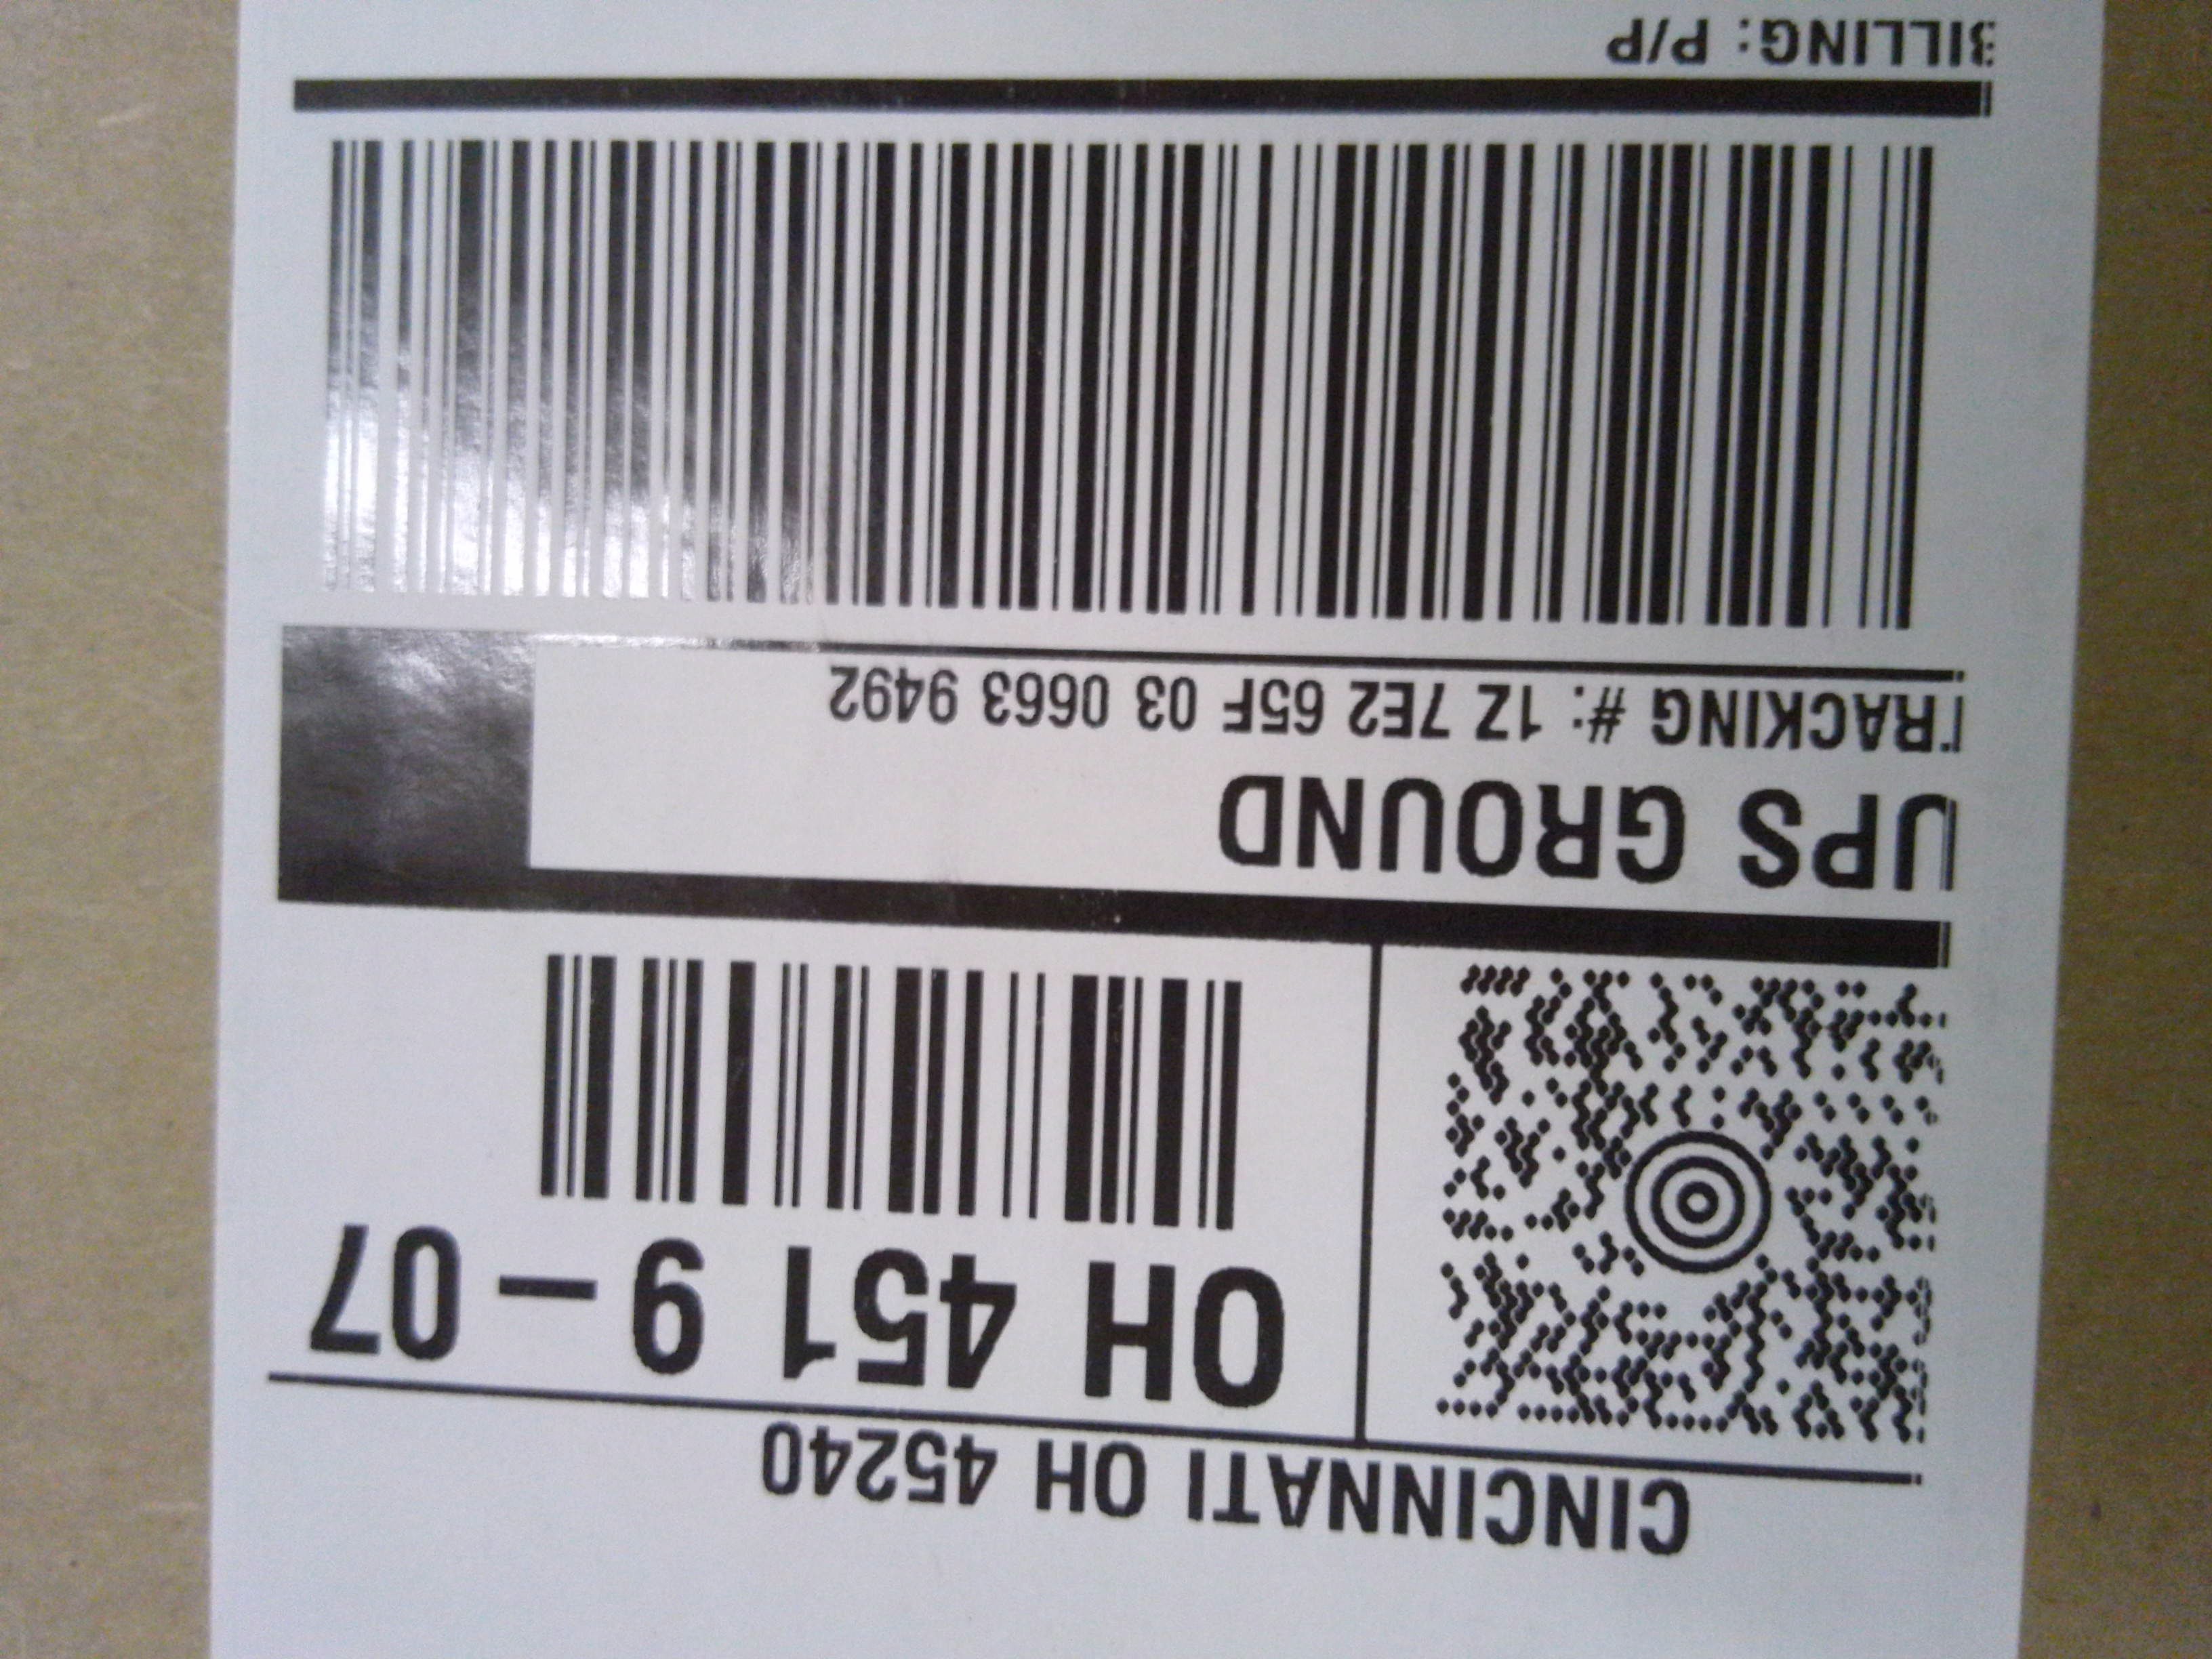 CINCINNATI OH 45240
OH 451 9 – 07
UPS GROUND
TRACKING #: 1Z 7E2 65F 03 0663 9492
BILLING: P/P